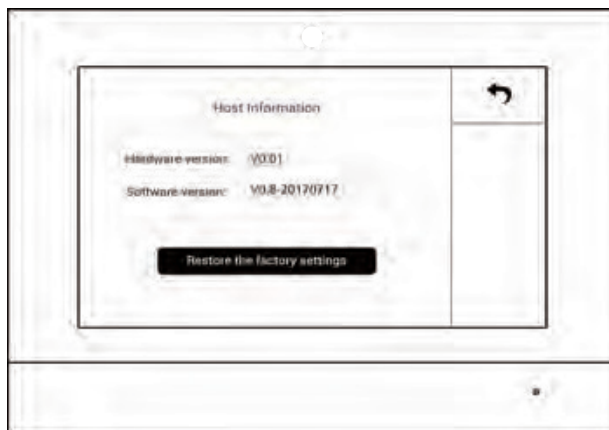 Host Information
Hardware version: V0.01
Software version: V0.8-20170717
Restore the factory settings